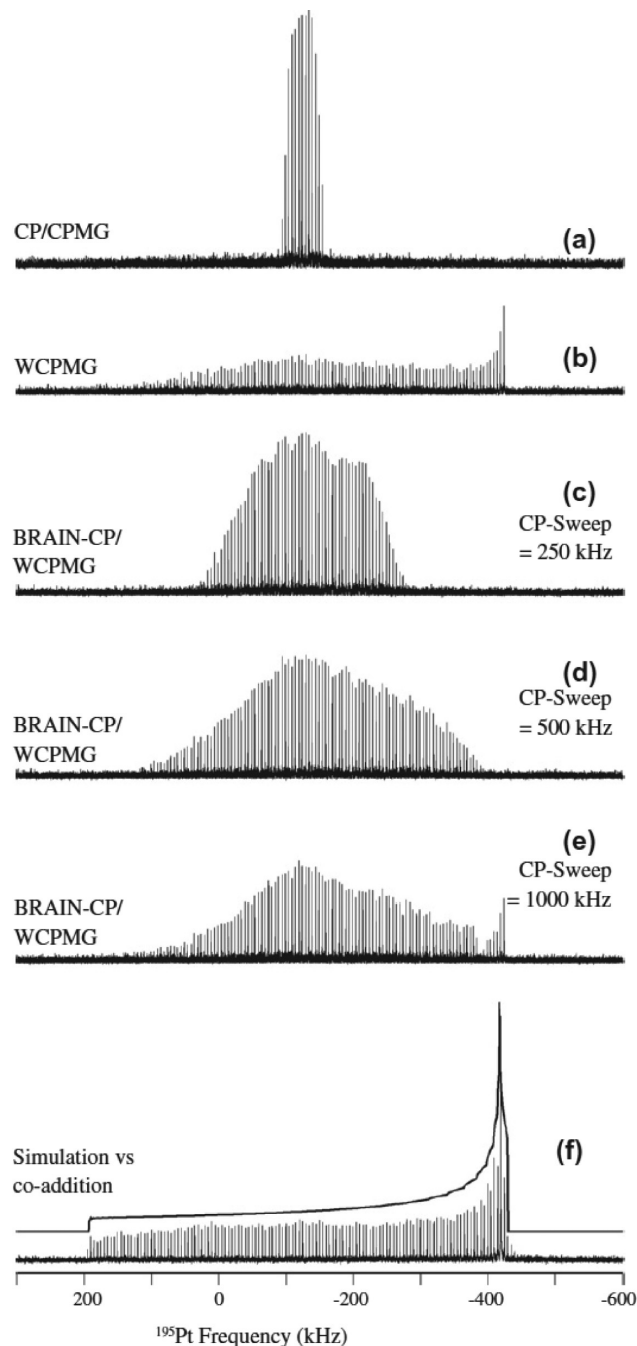 CP/CPMG
(a)
WCPMG
(b)
(c)
BRAIN-CP/
WCPMG
CP-Sweep
= 250 kHz
(d)
BRAIN-CP/
WCPMG
CP-Sweep
= 500 kHz
(e)
BRAIN-CP/
WCPMG
CP-Sweep
= 1000 kHz
(f)
Simulation vs
co-addition
200 0 -200 -400 -600
¹⁹⁵Pt Frequency (kHz)